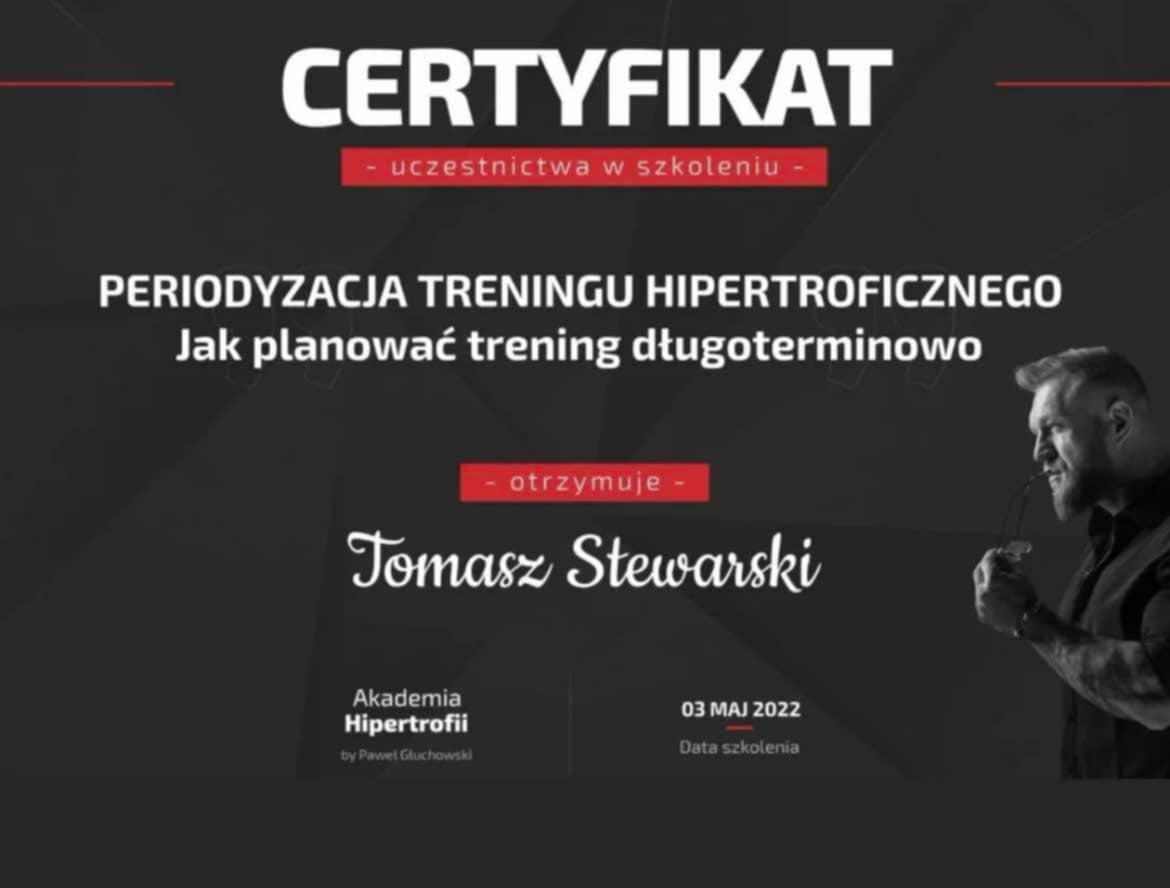 CERTYFIKAT
- uczestnictwa w szkoleniu -
PERIODYZACJA TRENINGU HIPERTROFICZNEGO
Jak planować trening długoterminowo
- otrzymuje -
Tomasz Stewarski
Akademia
Hipertrofii
by Paweł Głuchowski
03 MAJ 2022
Data szkolenia